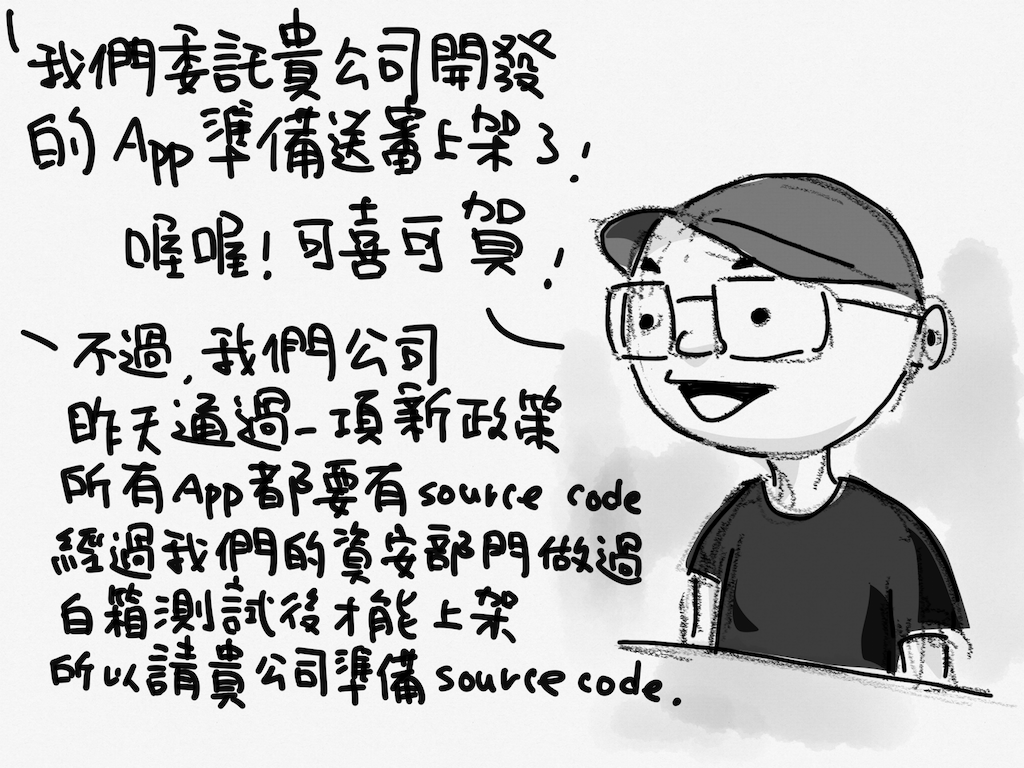 我們委託貴公司開發
的 App 準備送審上架了!
喔喔!可喜可賀!
不過,我們公司
昨天通過一項新政策
所有App都要有source code
經過我們的資安部門做過
白箱測試後才能上架
所以請貴公司準備source code.